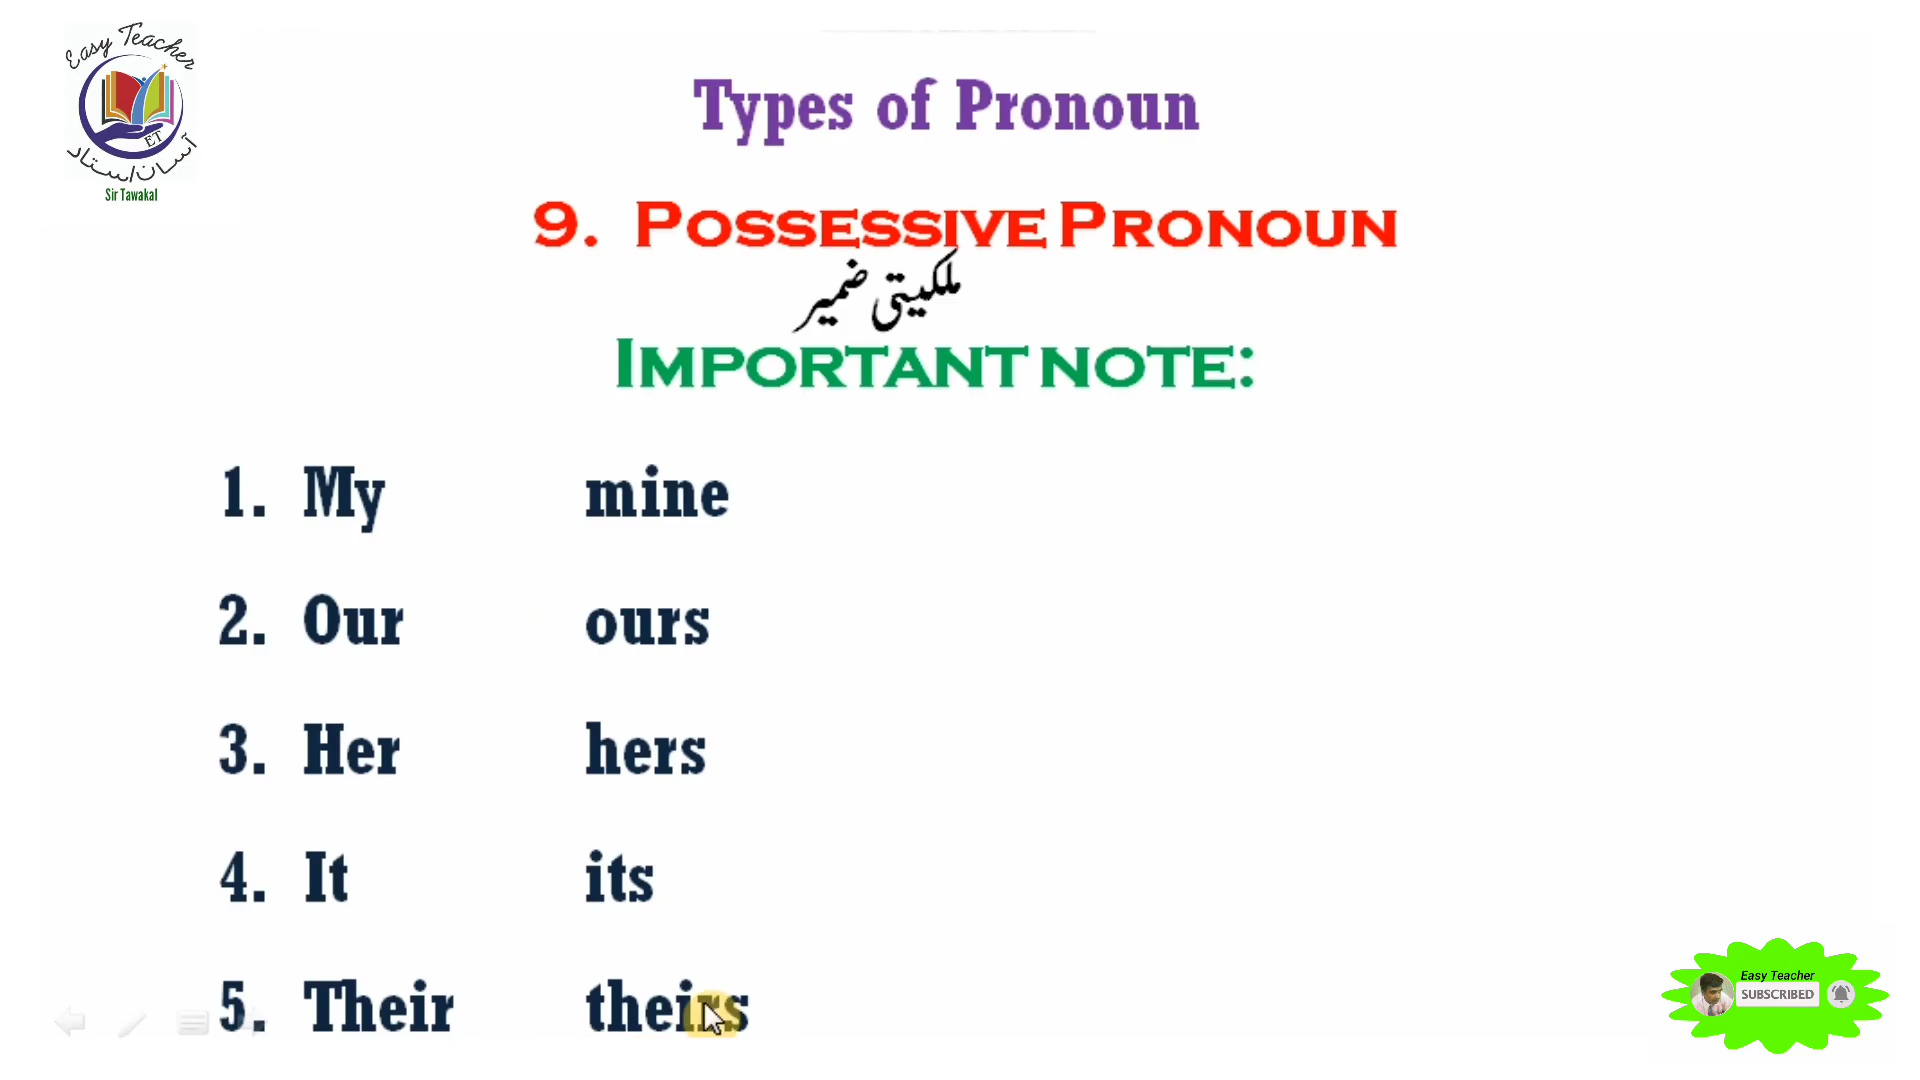 Easy Teacher
ET
آسان استاد
Sir Tawakal
Types of Pronoun
9. POSSESSIVE PRONOUN
ملکیتی ضمیر
IMPORTANT NOTE:
1. My mine
2. Our ours
3. Her hers
4. It its
5. Their theirs
Easy Teacher
SUBSCRIBED